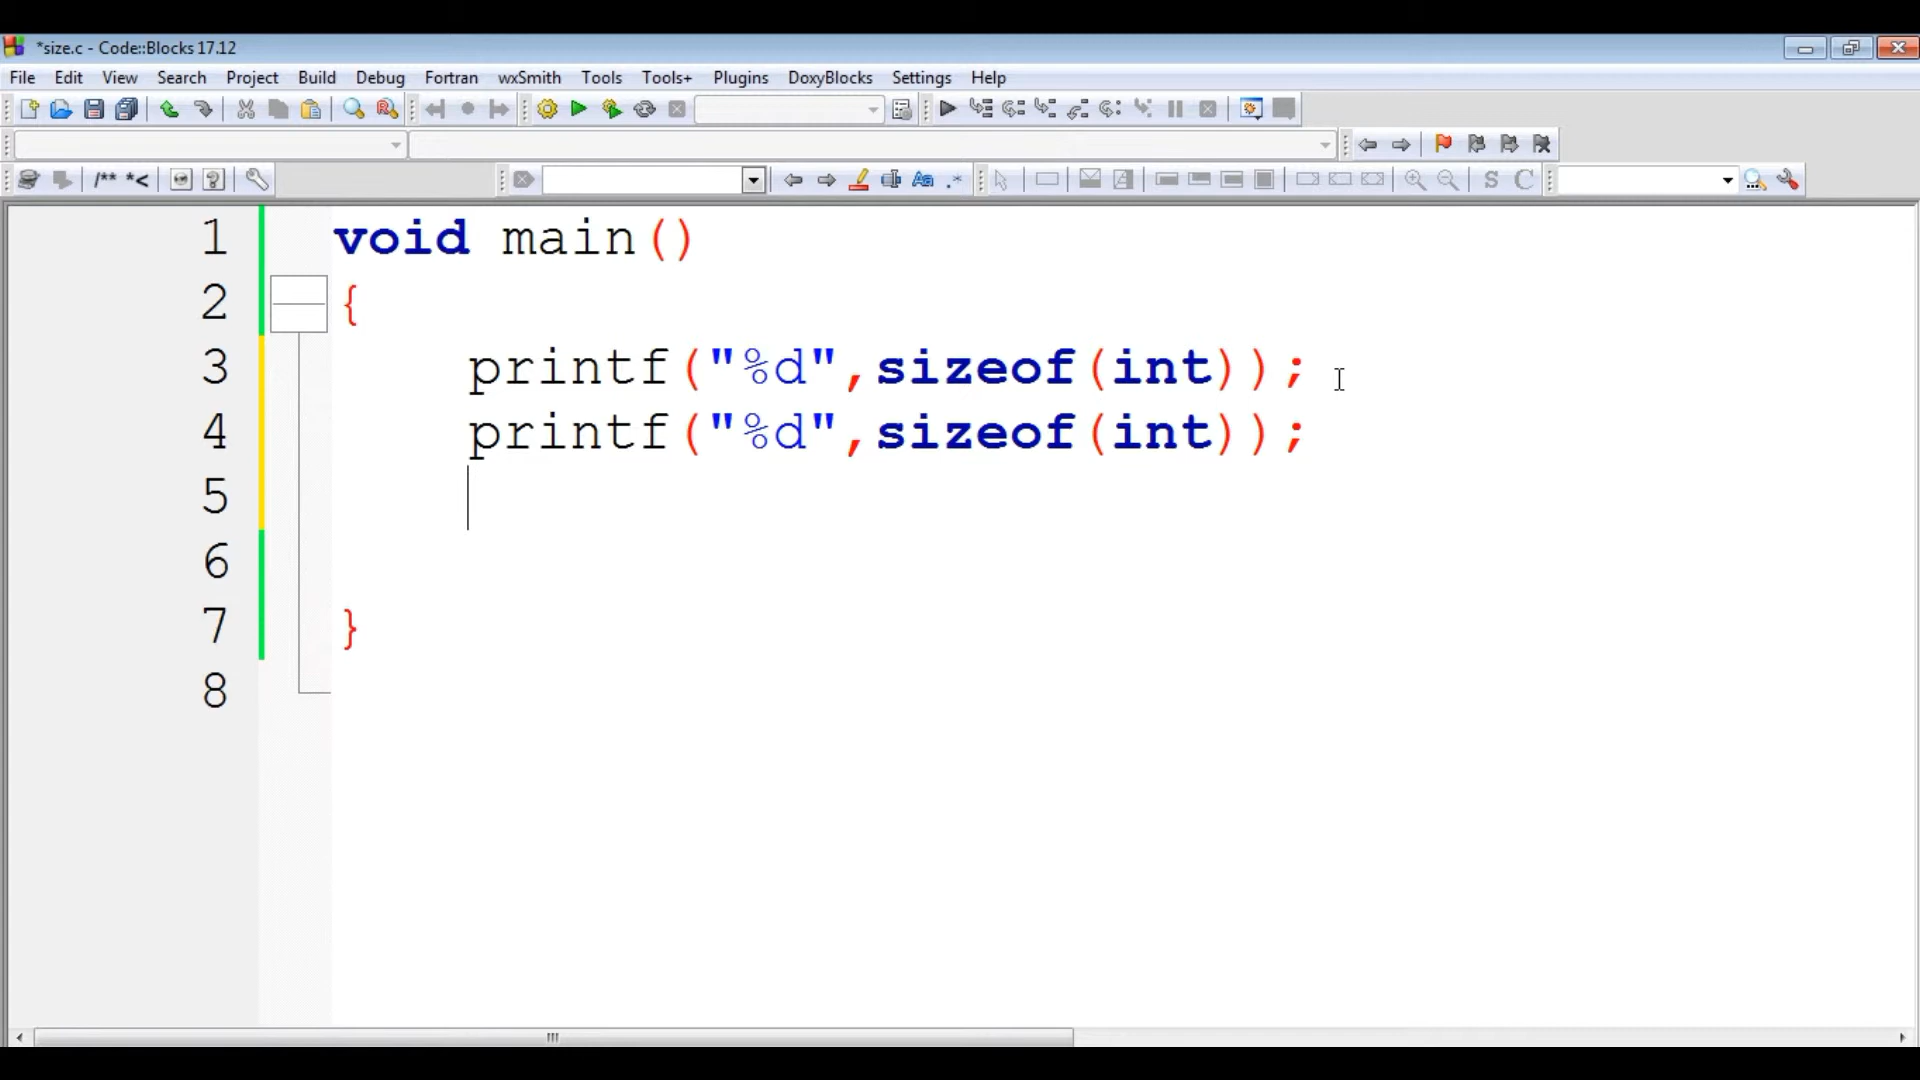 *size.c - Code::Blocks 17.12
File Edit View Search Project Build Debug Fortran wxSmith Tools Tools+ Plugins DoxyBlocks Settings Help
/** *<
S C
1 void main()
2 {
3 printf("%d",sizeof(int));
4 printf("%d",sizeof(int));
5
6
7 }
8